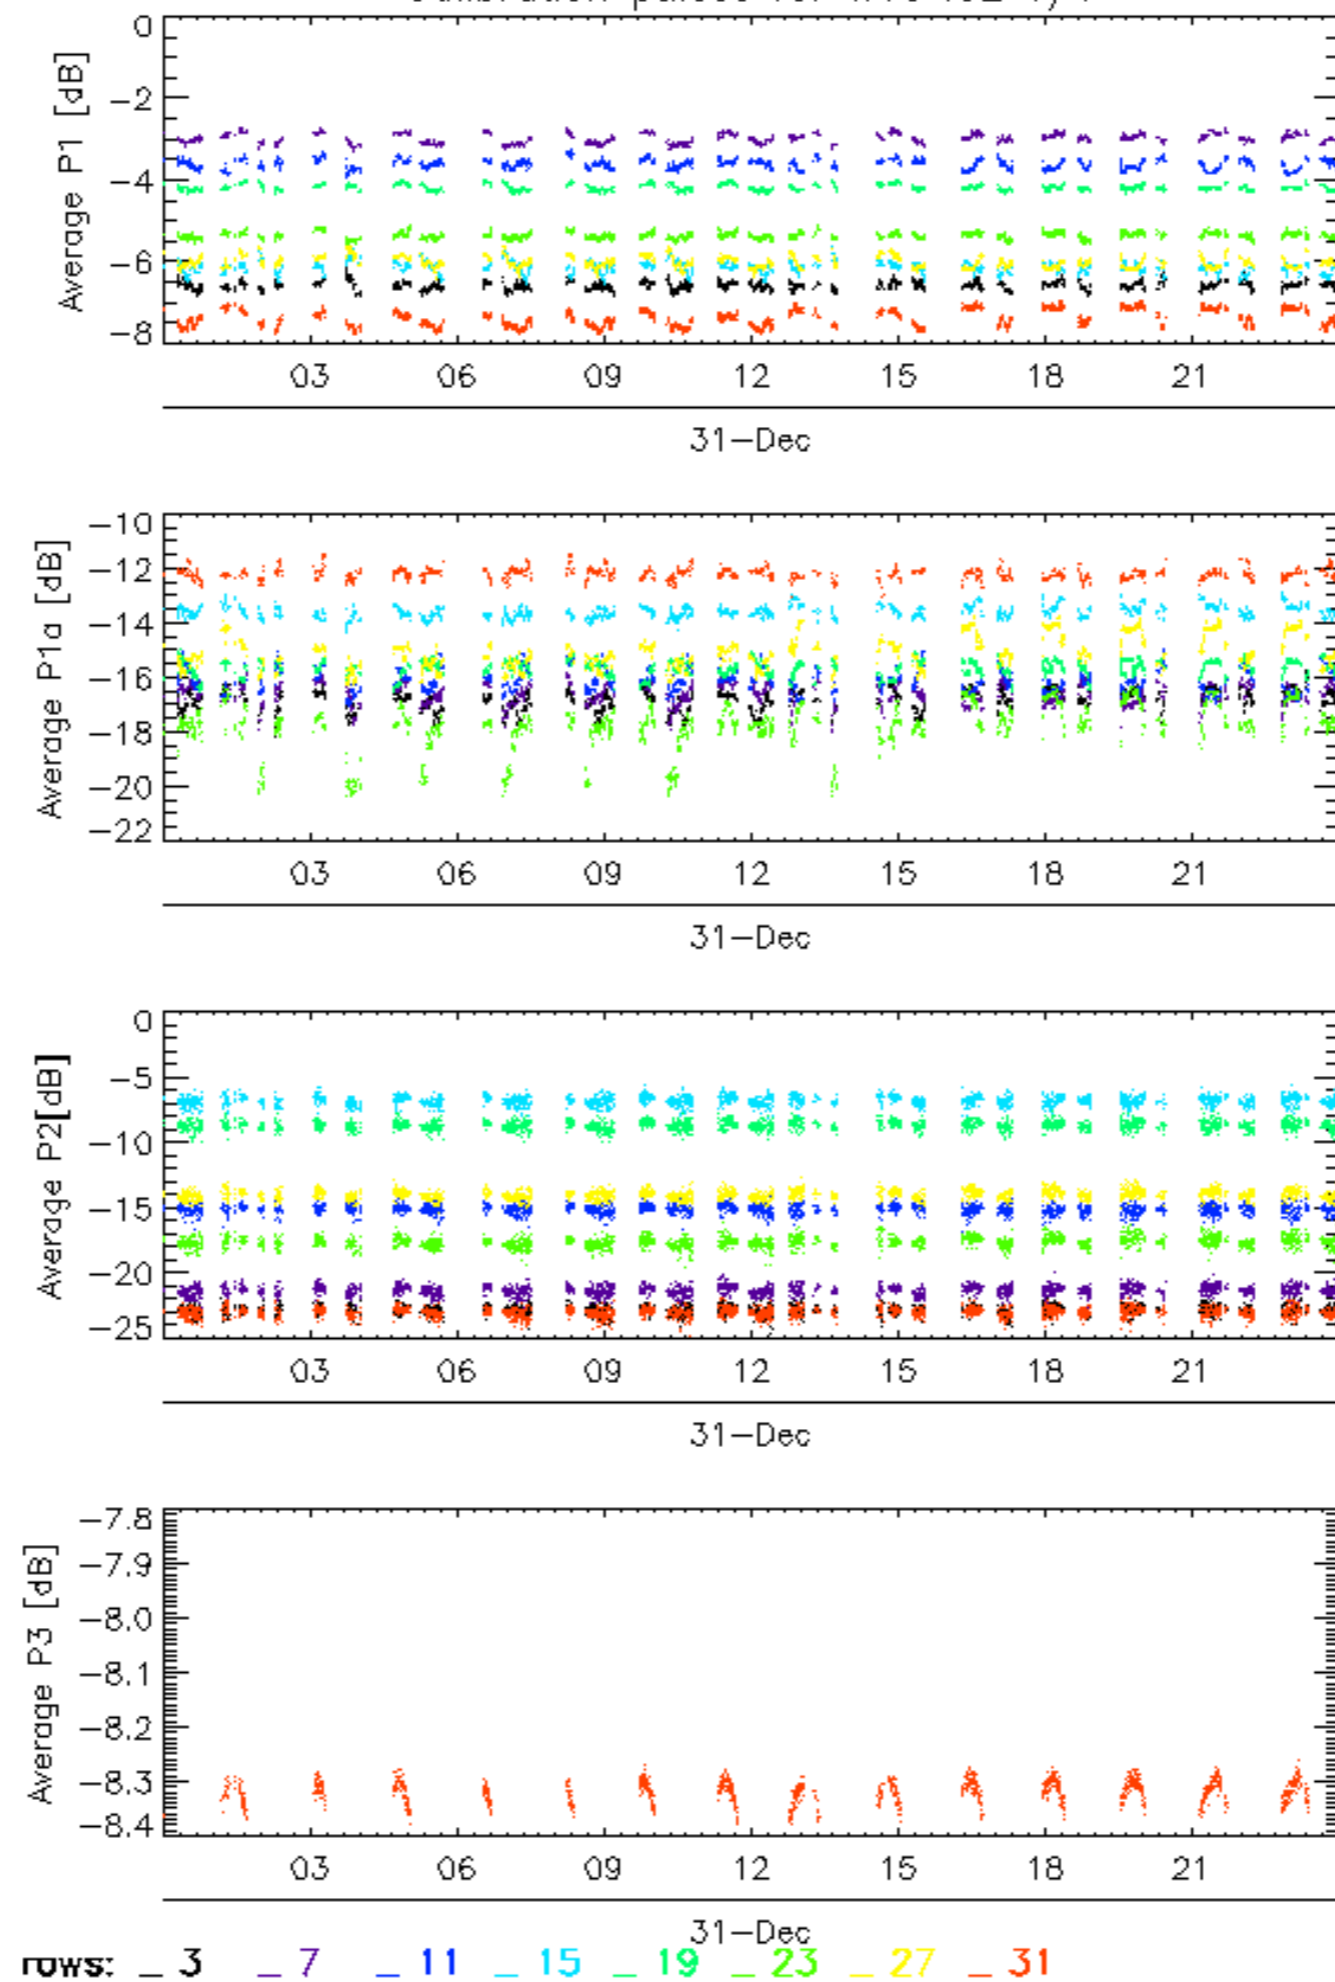 0
−2
−4
−6
−8
Average P1 [dB]
03 06 09 12 15 18 21
31−Dec
−10
−12
−14
−16
−18
−20
−22
Average P1a [dB]
03 06 09 12 15 18 21
31−Dec
0
−5
−10
−15
−20
−25
Average P2[dB]
03 06 09 12 15 18 21
31−Dec
−7.8
−7.9
−8.0
−8.1
−8.2
−8.3
−8.4
Average P3 [dB]
03 06 09 12 15 18 21
31−Dec
rows: _ 3 _ 7 _ 11 _ 15 _ 19 _ 23 _ 27 _ 31